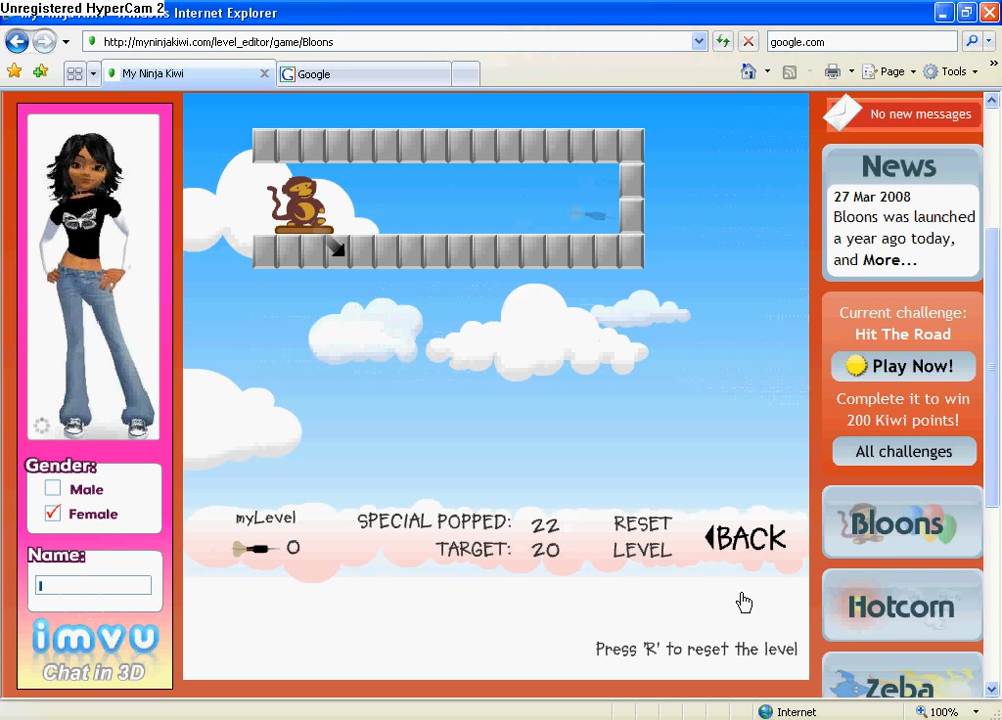 Unregistered HyperCam 2
Windows Internet Explorer
http://myninjakiwi.com/level_editor/game/Bloons
google.com
My Ninja Kiwi
Google
Page
Tools
No new messages
News
27 Mar 2008
Bloons was launched
a year ago today,
and More...
Current challenge:
Hit The Road
Play Now!
Complete it to win
200 Kiwi points!
All challenges
Bloons
Hotcorn
Zeba
Gender:
Male
Female
Name:
imvu
Chat in 3D
myLevel
0
SPECIAL POPPED: 22
TARGET: 20
RESET
LEVEL
BACK
Press 'R' to reset the level
Internet
100%